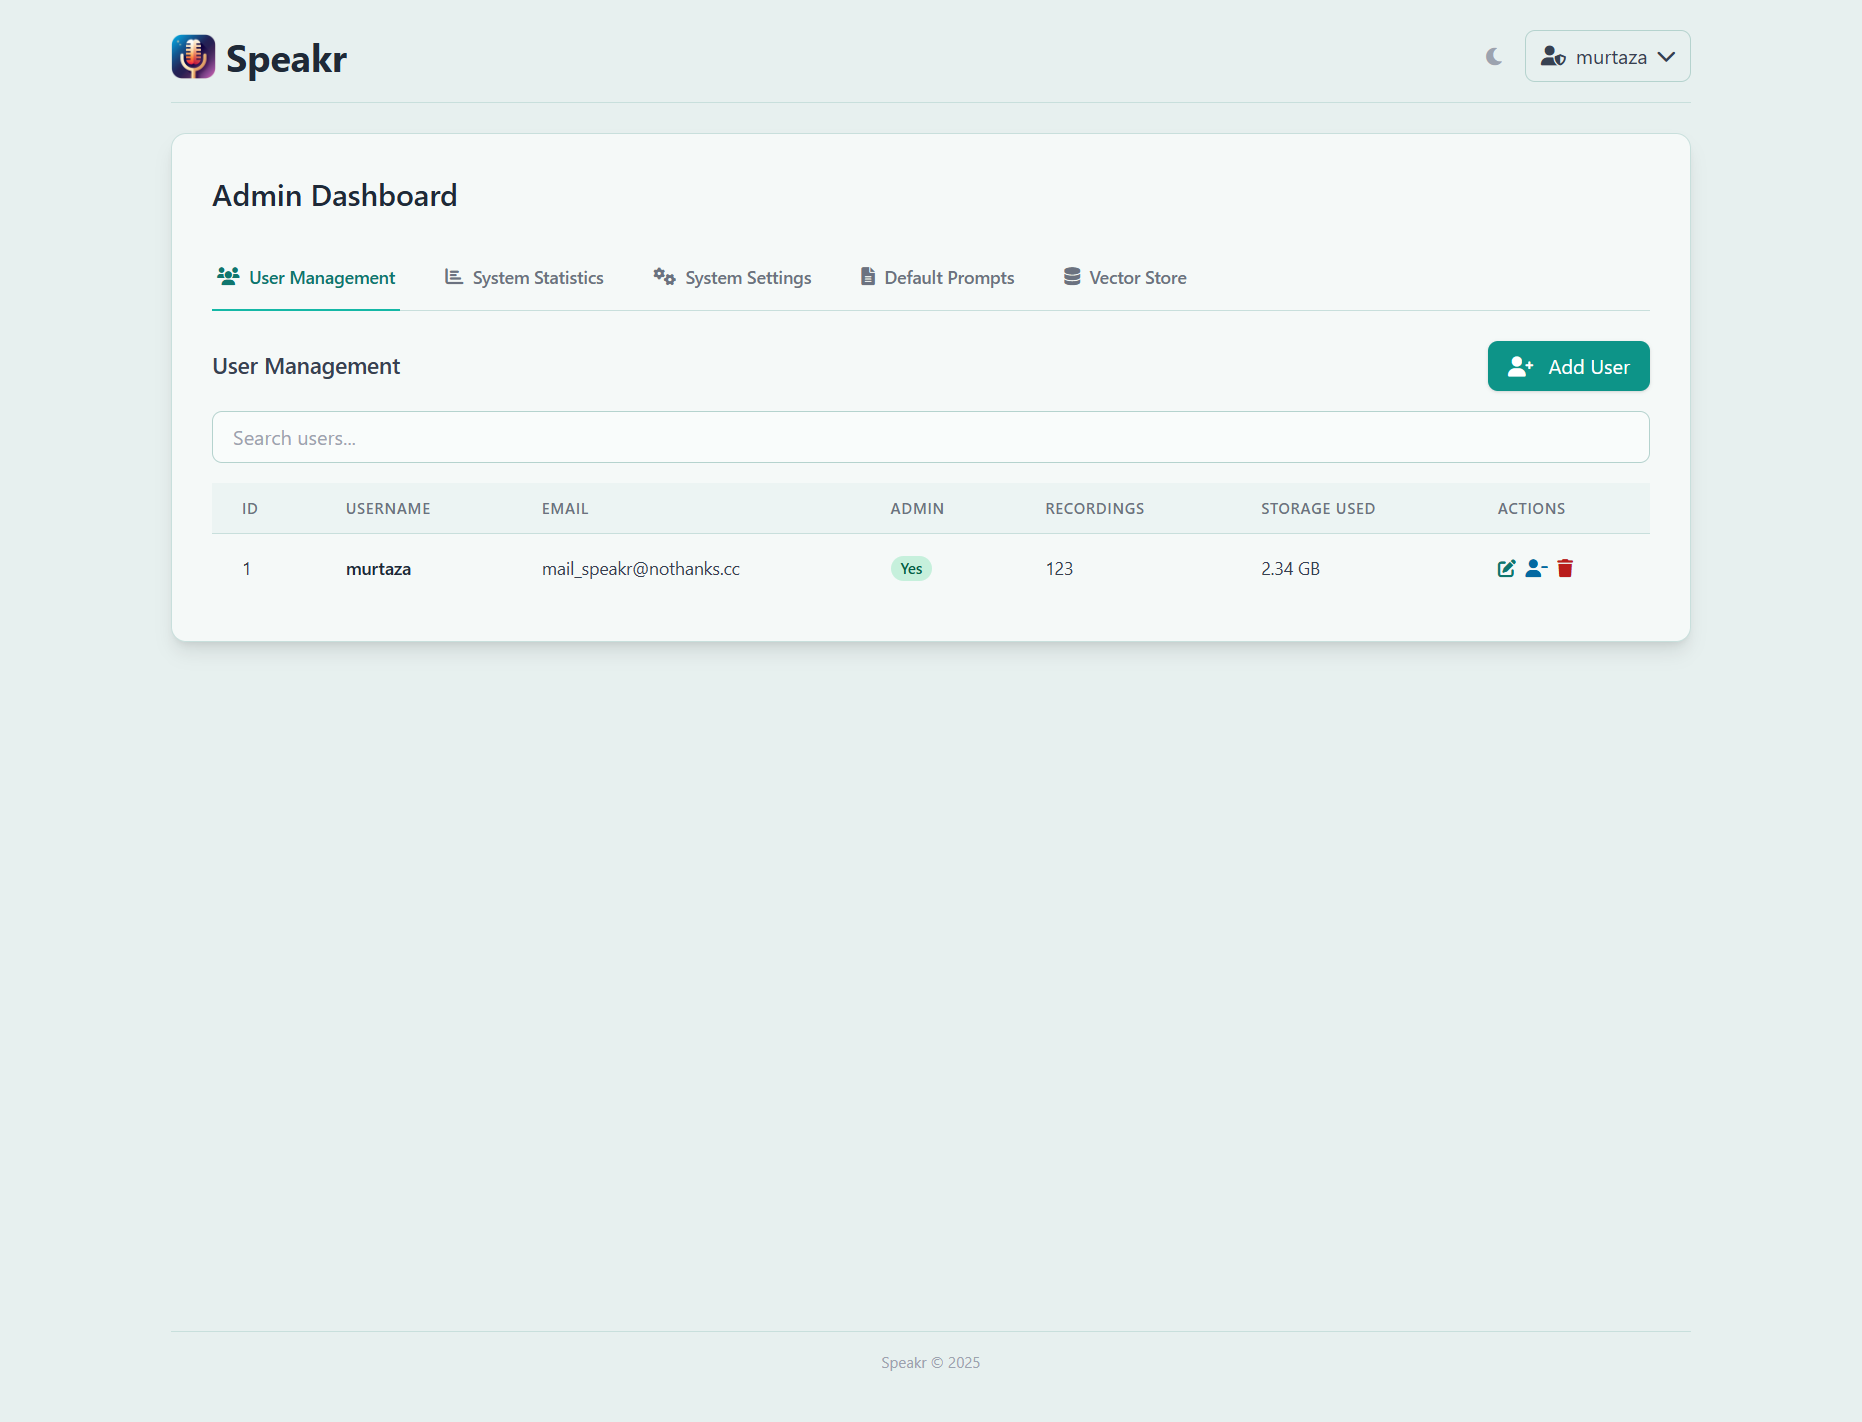 Speakr
murtaza
Admin Dashboard
User Management System Statistics System Settings Default Prompts Vector Store
User Management
Add User
Search users...
ID USERNAME EMAIL ADMIN RECORDINGS STORAGE USED ACTIONS
1 murtaza mail_speakr@nothanks.cc Yes 123 2.34 GB
Speakr © 2025